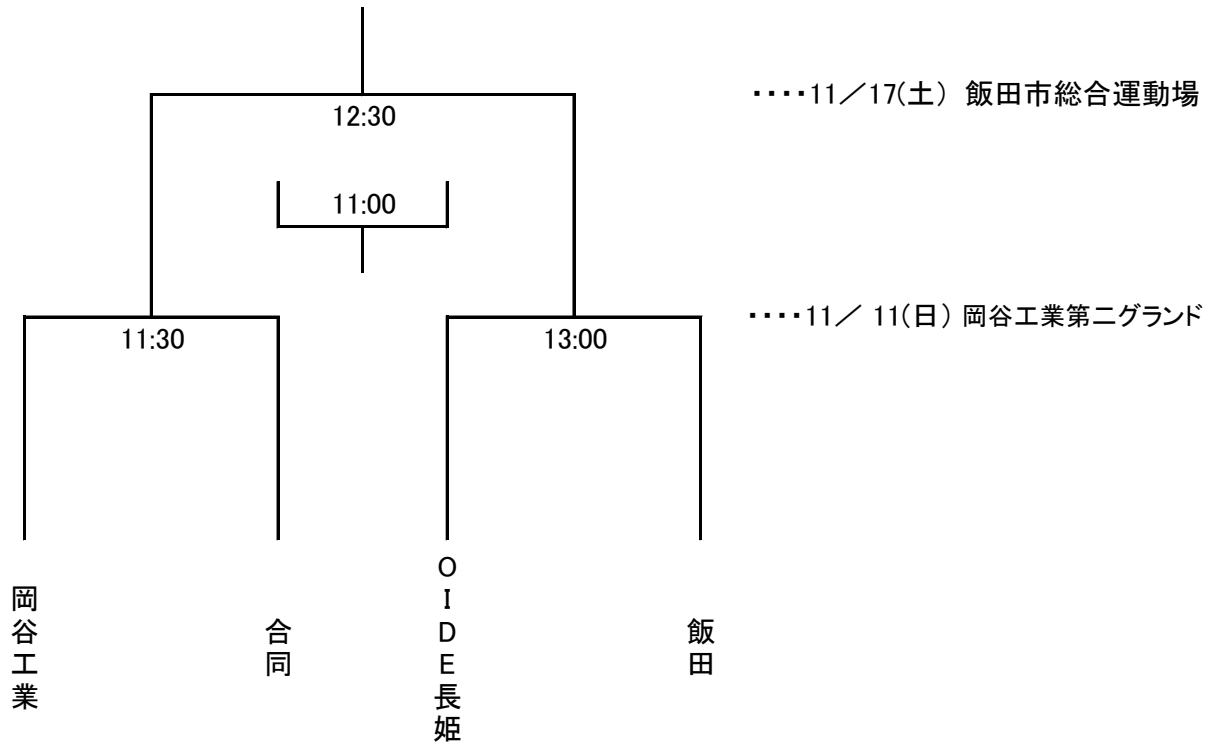 ････11／17(土) 飯田市総合運動場
12:30
11:00
････11／ 11(日) 岡谷工業第二グランド
11:30
13:00
岡谷工業
合同
ＯＩＤＥ長姫
飯田